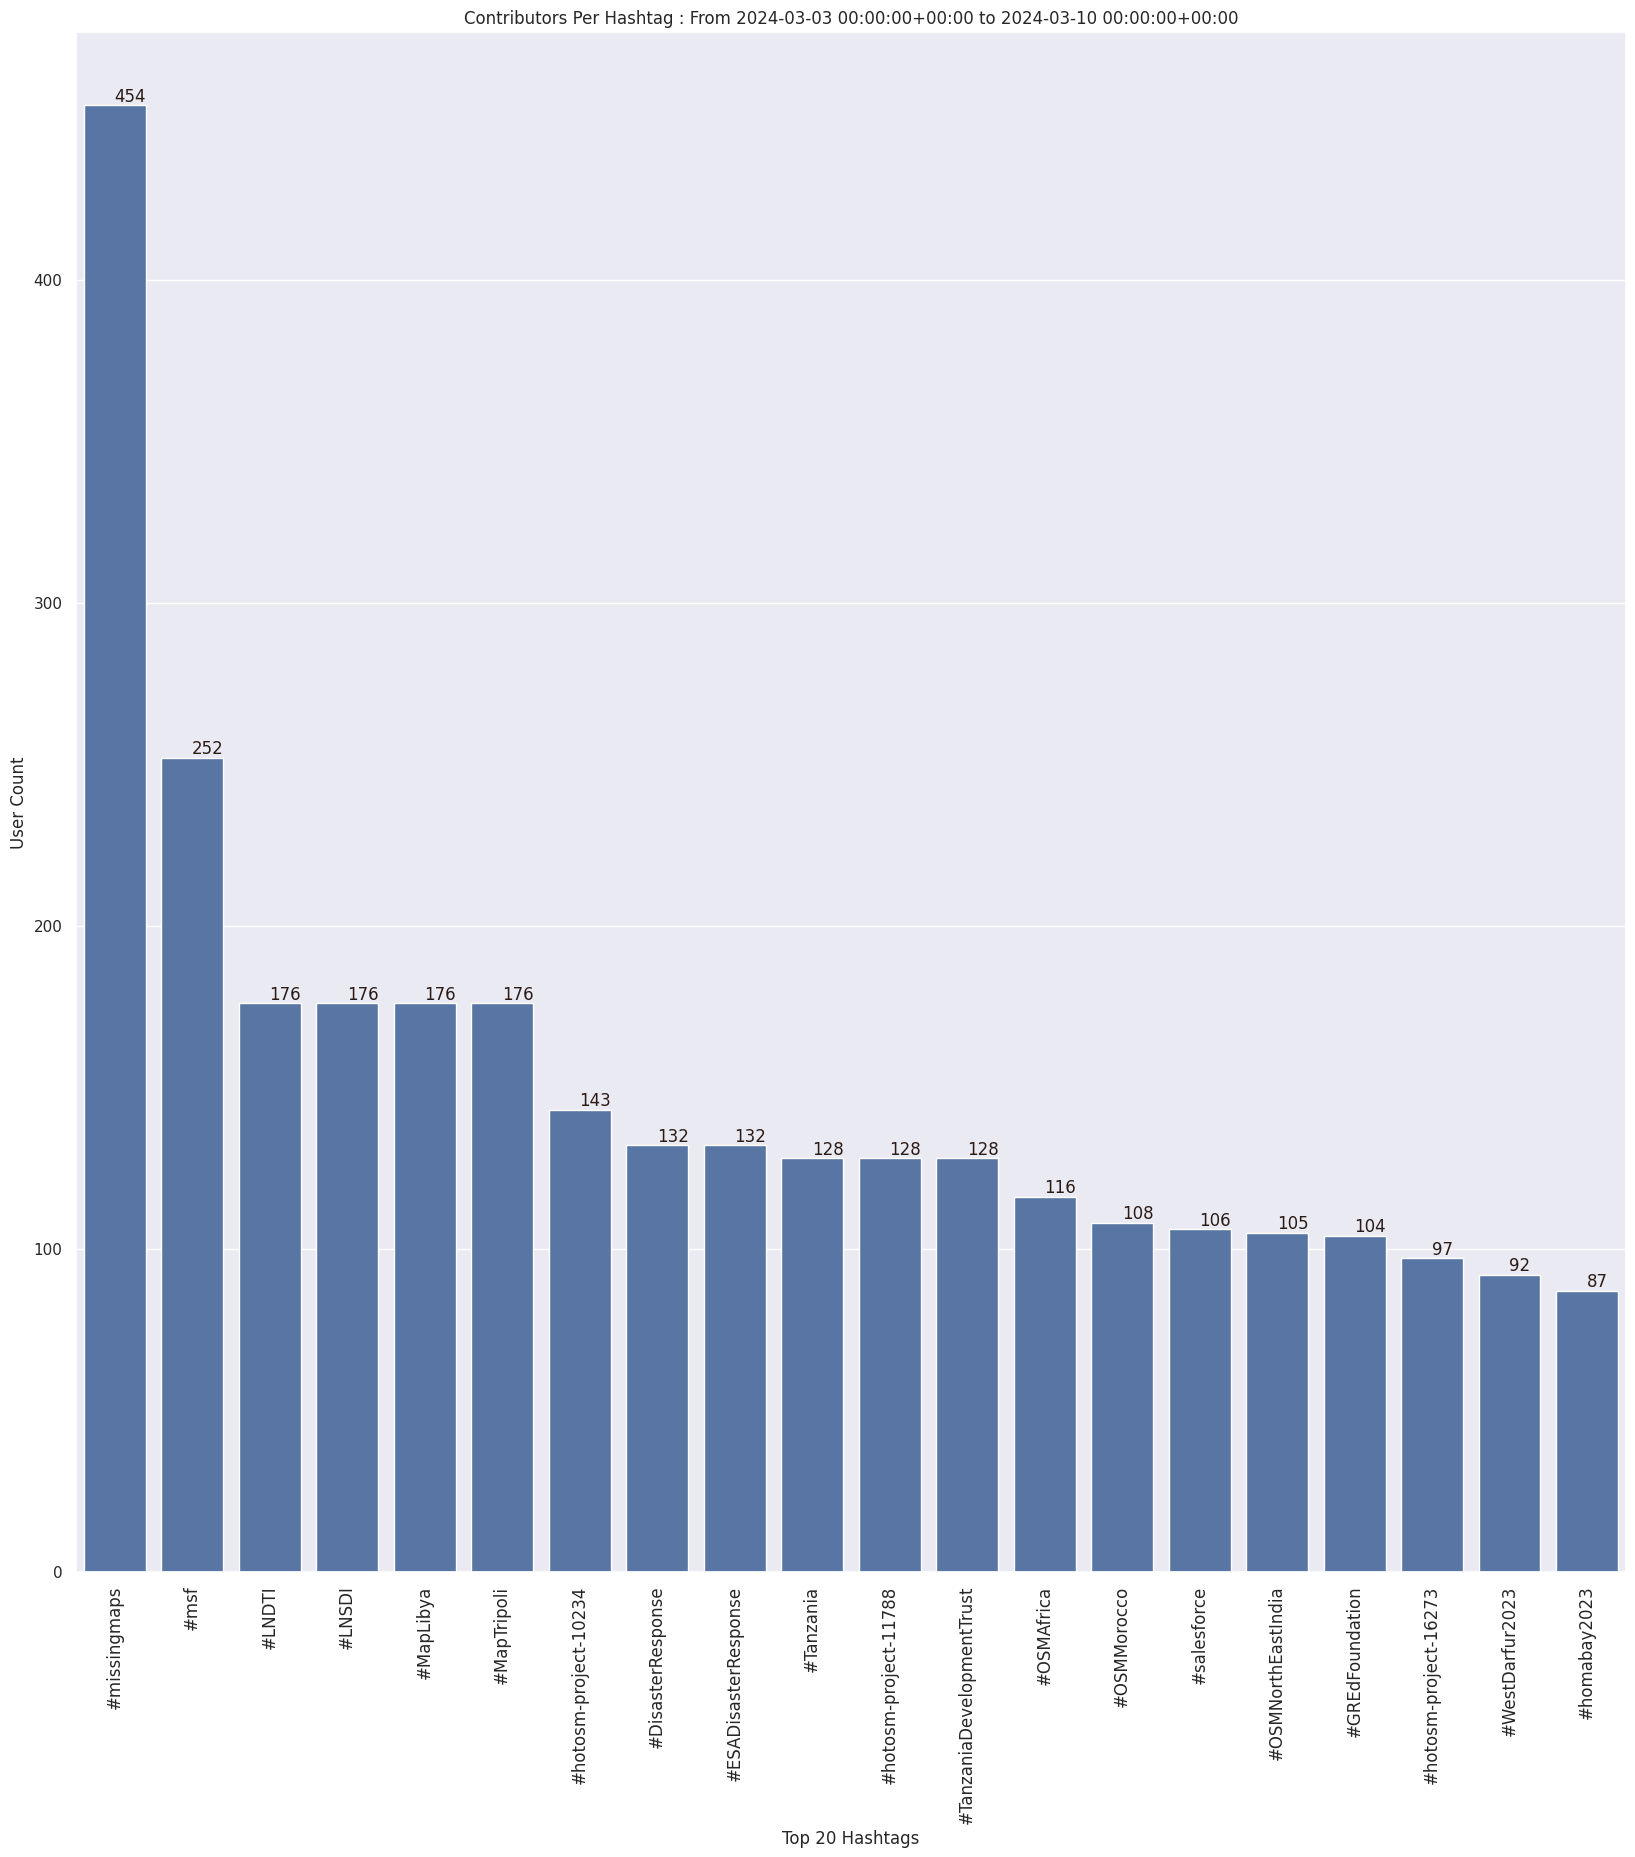 Contributors Per Hashtag : From 2024-03-03 00:00:00+00:00 to 2024-03-10 00:00:00+00:00
User Count
400
300
200
100
0
454
252
176
176
176
176
143
132
132
128
128
128
116
108
106
105
104
97
92
87
#missingmaps
#msf
#LNDTI
#LNSDI
#MapLibya
#MapTripoli
#hotosm-project-10234
#DisasterResponse
#ESADisasterResponse
#Tanzania
#hotosm-project-11788
#TanzaniaDevelopmentTrust
#OSMAfrica
#OSMMorocco
#salesforce
#OSMNorthEastIndia
#GREdFoundation
#hotosm-project-16273
#WestDarfur2023
#homabay2023
Top 20 Hashtags